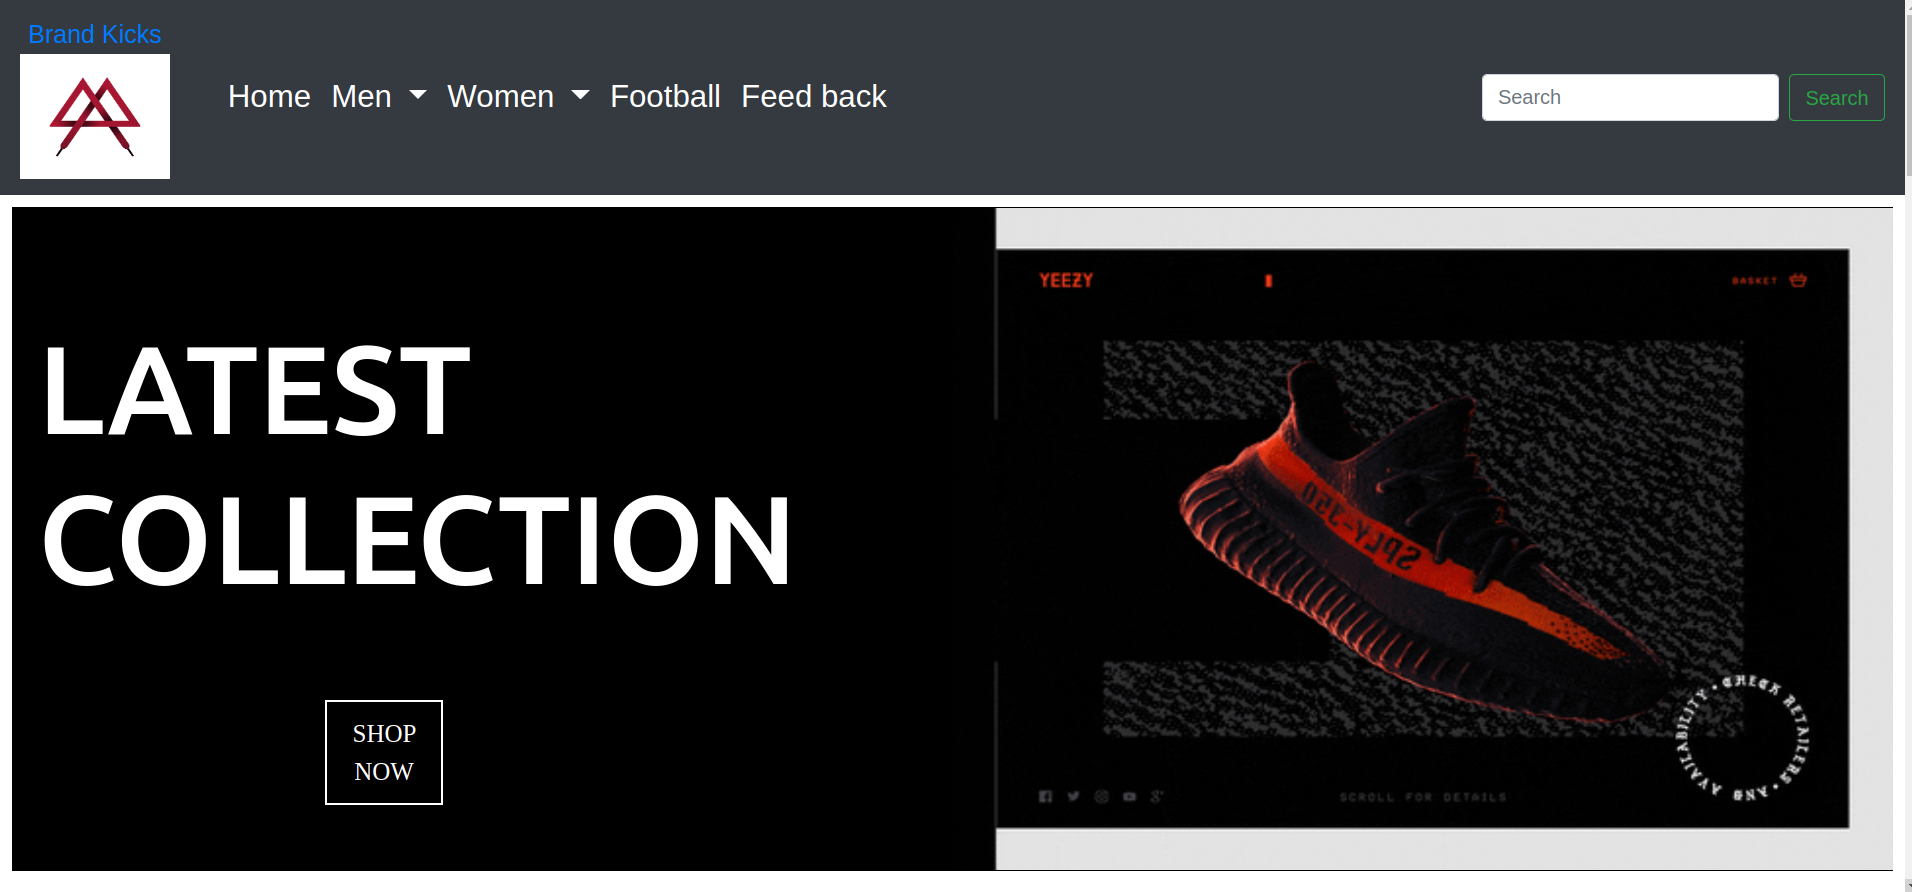 Brand Kicks
Home Men Women Football Feed back
Search Search
LATEST
COLLECTION
SHOP
NOW
YEEZY
BASKET
SPLY-350
CHECK RETAILERS • AND AVAILABILITY •
SCROLL FOR DETAILS